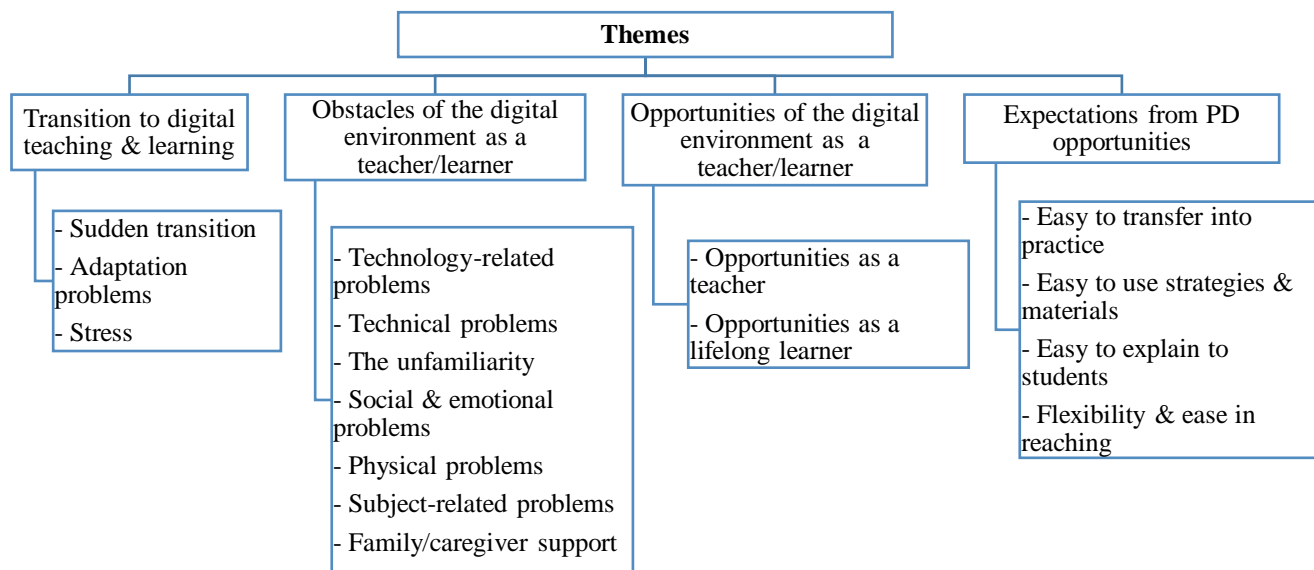 Themes
Transition to digital
teaching & learning
- Sudden transition
- Adaptation
problems
- Stress
Obstacles of the digital
environment as a
teacher/learner
- Technology-related
problems
- Technical problems
- The unfamiliarity
- Social & emotional
problems
- Physical problems
- Subject-related problems
- Family/caregiver support
Opportunities of the digital
environment as a
teacher/learner
- Opportunities as a
teacher
- Opportunities as a
lifelong learner
Expectations from PD
opportunities
- Easy to transfer into
practice
- Easy to use strategies &
materials
- Easy to explain to
students
- Flexibility & ease in
reaching